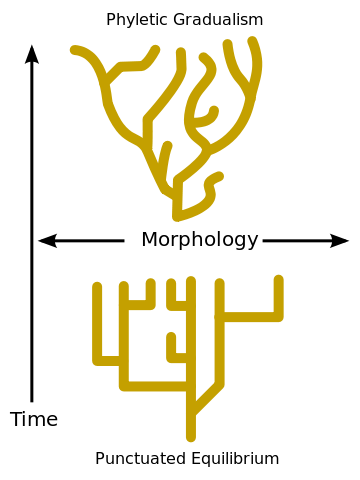 Phyletic Gradualism
Morphology
Time
Punctuated Equilibrium